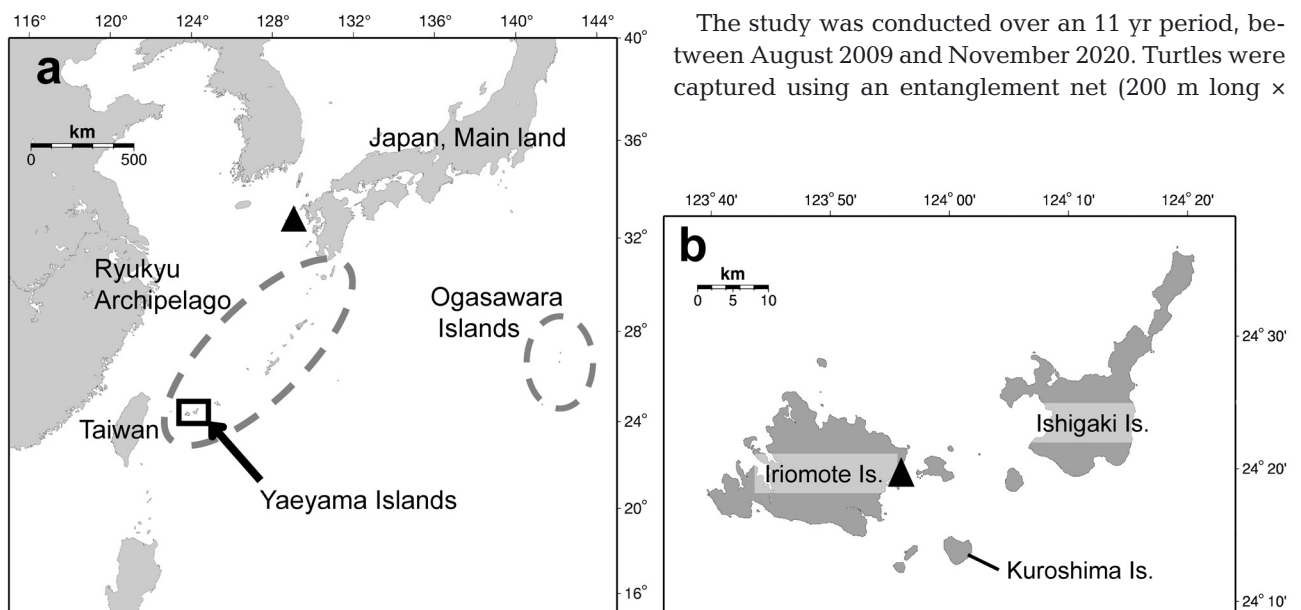 The study was conducted over an 11 yr period, be-
tween August 2009 and November 2020. Turtles were
captured using an entanglement net (200 m long ×
116° 120° 124° 128° 132° 136° 140° 144°
40°
36°
32°
28°
24°
20°
16°
a
km
0 500
Japan, Main land
Ryukyu
Archipelago
Ogasawara
Islands
Taiwan
Yaeyama Islands
123° 40' 123° 50' 124° 00' 124° 10' 124° 20'
b
km
0 5 10
24° 30'
24° 20'
24° 10'
Ishigaki Is.
Iriomote Is.
Kuroshima Is.